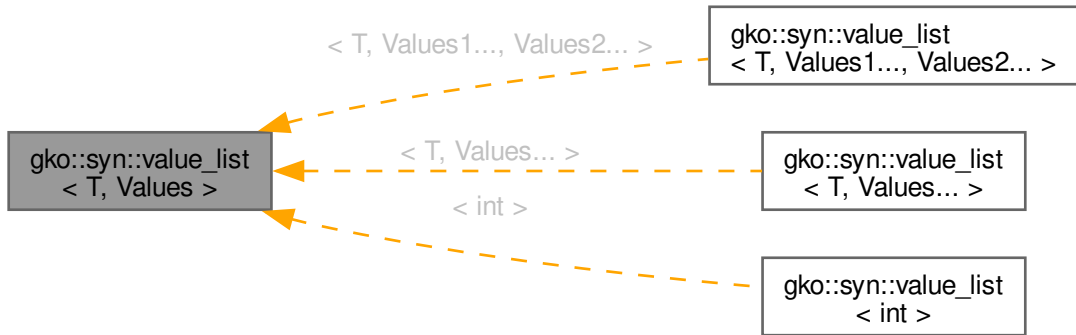 gko::syn::value_list
< T, Values >
< T, Values1..., Values2... >
gko::syn::value_list
< T, Values1..., Values2... >
< T, Values... >
gko::syn::value_list
< T, Values... >
< int >
gko::syn::value_list
< int >